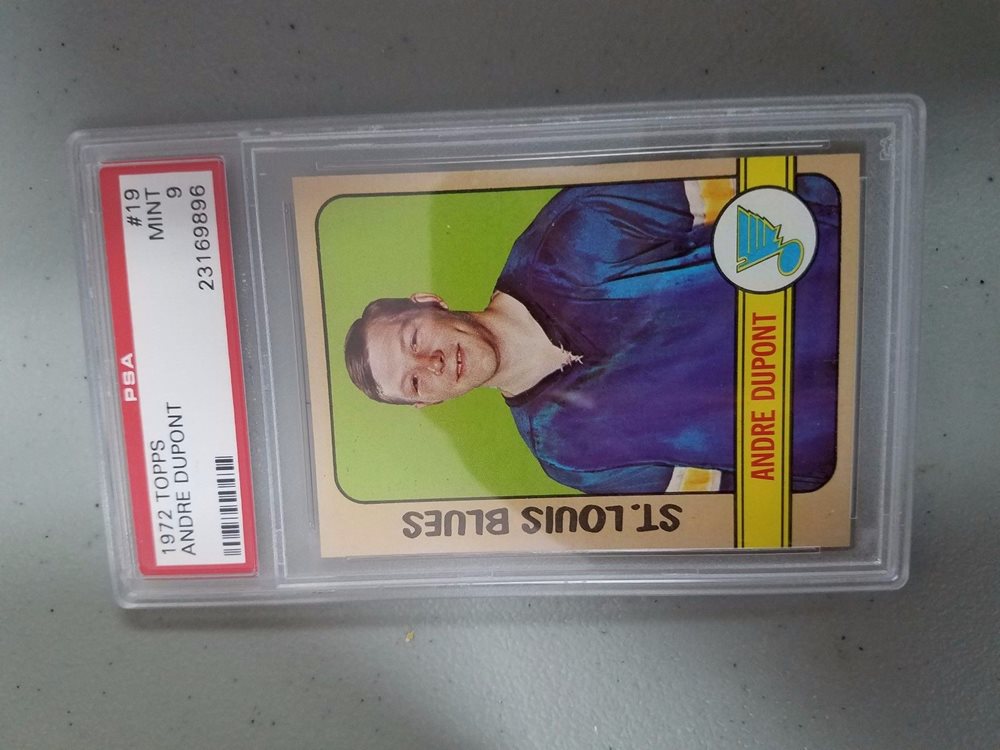 1972 TOPPS
ANDRE DUPONT
PSA
#19
MINT
9
23169896
ST. LOUIS BLUES
ANDRE DUPONT